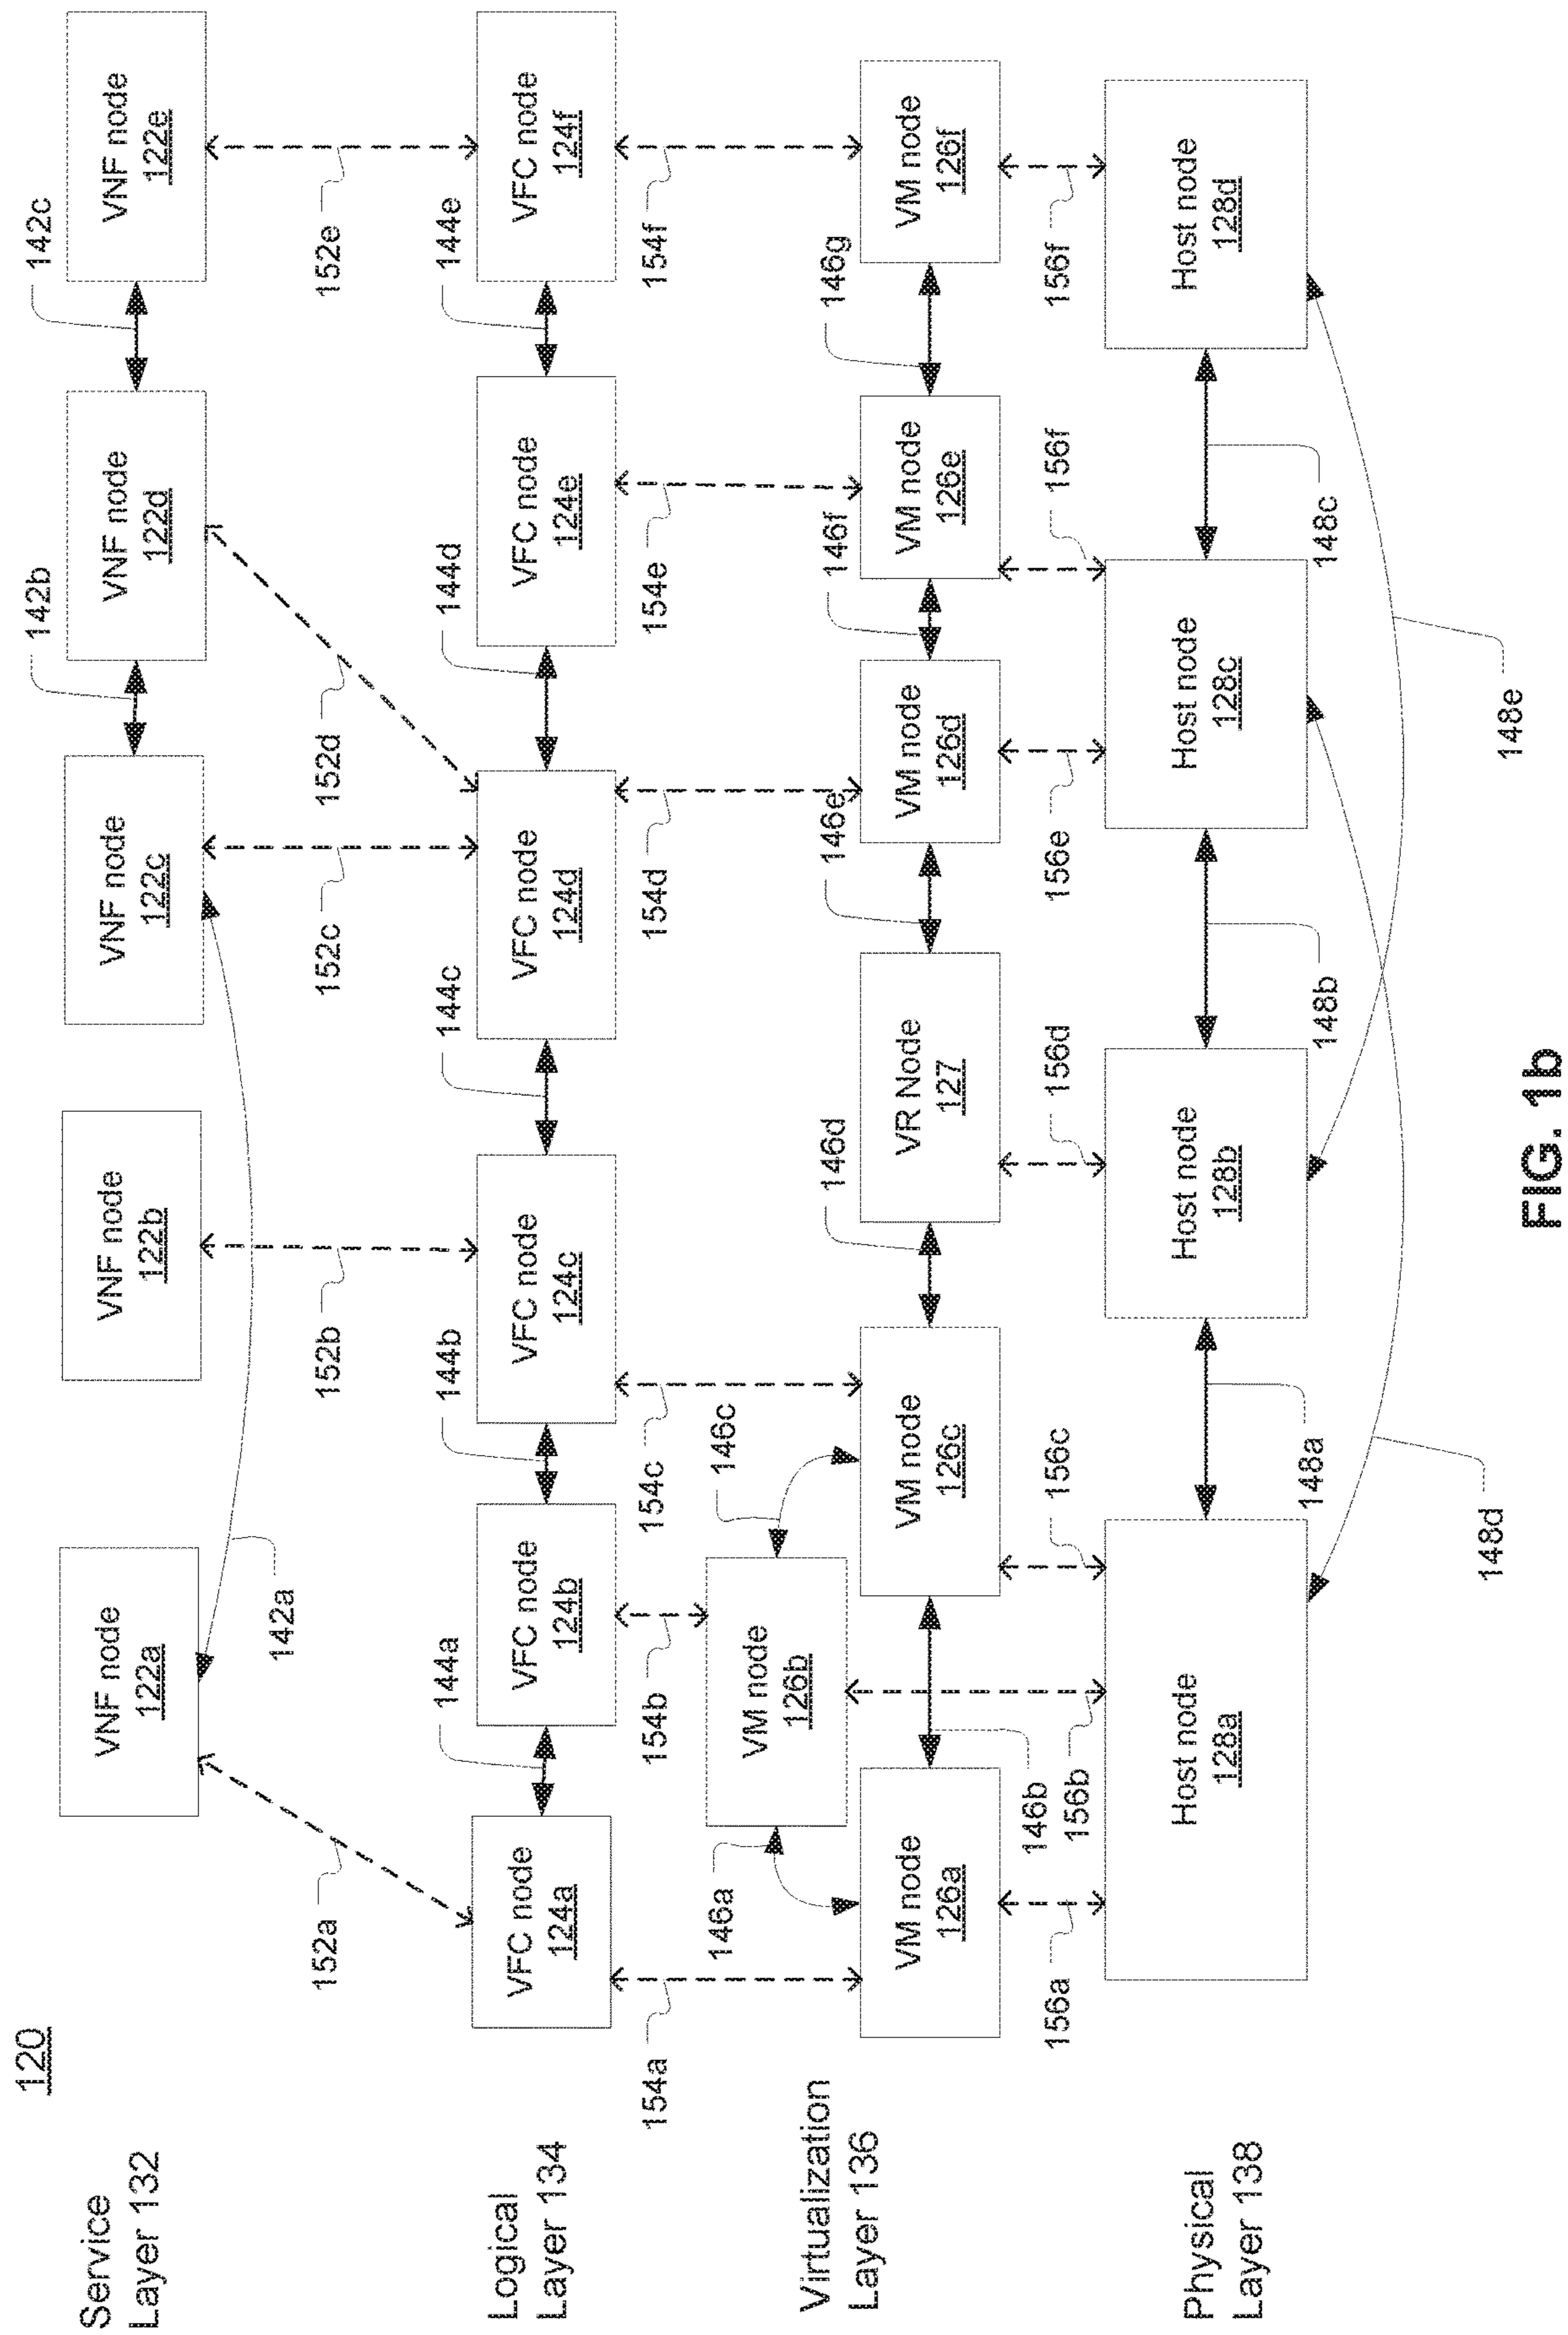 120
Service
Layer 132
VNF node
122a
VNF node
122b
VNF node
122c
VNF node
122d
VNF node
122e
142a
142b
142c
152a
152b
152c
152d
152e
Logical
Layer 134
VFC node
124a
VFC node
124b
VFC node
124c
VFC node
124d
VFC node
124e
VFC node
124f
144a
144b
144c
144d
144e
154a
154b
154c
154d
154e
154f
Virtualization
Layer 136
VM node
126a
VM node
126b
VM node
126c
VR Node
127
VM node
126d
VM node
126e
VM node
126f
146a
146b
146c
146d
146e
146f
146g
156a
156b
156c
156d
156e
156f
156f
Physical
Layer 138
Host node
128a
Host node
128b
Host node
128c
Host node
128d
148a
148b
148c
148d
148e
FIG. 1b